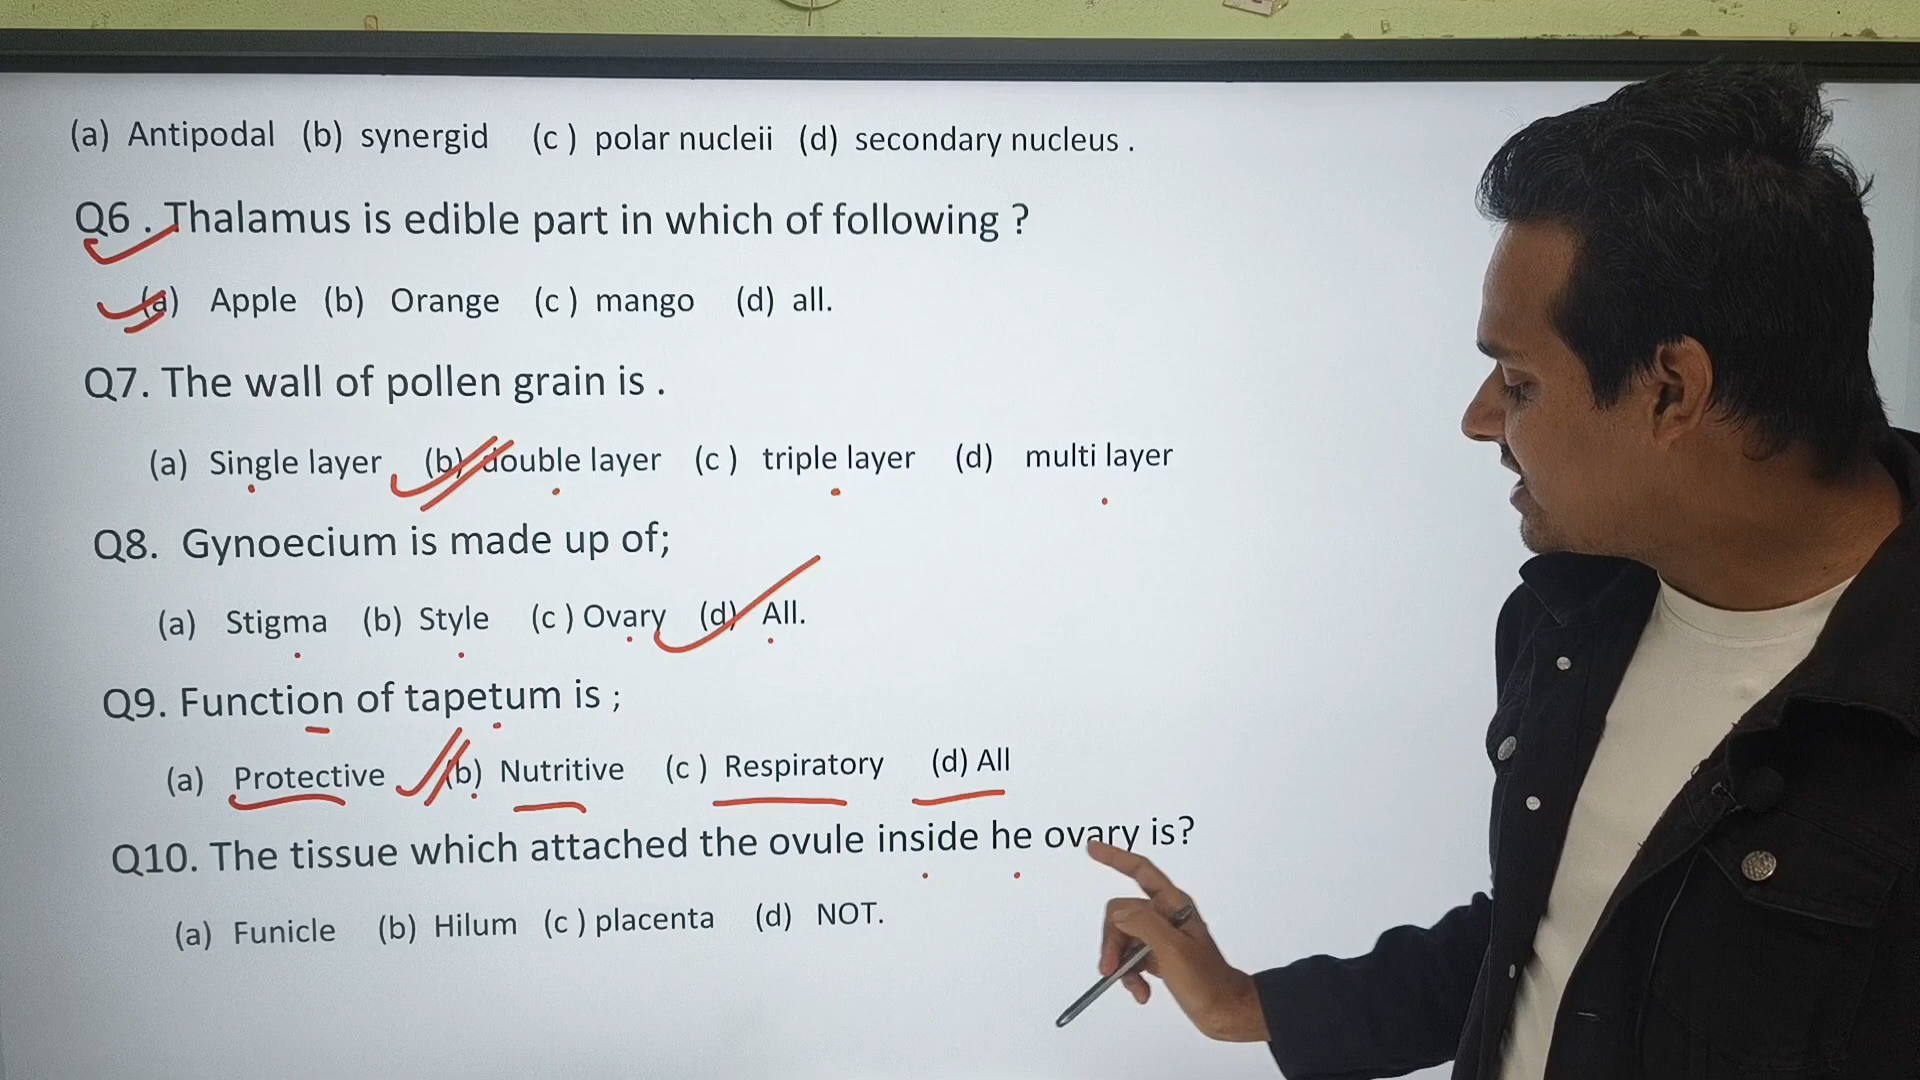 (a) Antipodal (b) synergid (c ) polar nucleii (d) secondary nucleus .
Q6 . Thalamus is edible part in which of following ?
(a) Apple (b) Orange (c ) mango (d) all.
Q7. The wall of pollen grain is .
(a) Single layer (b) double layer (c ) triple layer (d) multi layer
Q8. Gynoecium is made up of;
(a) Stigma (b) Style (c ) Ovary (d) All.
Q9. Function of tapetum is ;
(a) Protective (b) Nutritive (c ) Respiratory (d) All
Q10. The tissue which attached the ovule inside he ovary is?
(a) Funicle (b) Hilum (c ) placenta (d) NOT.